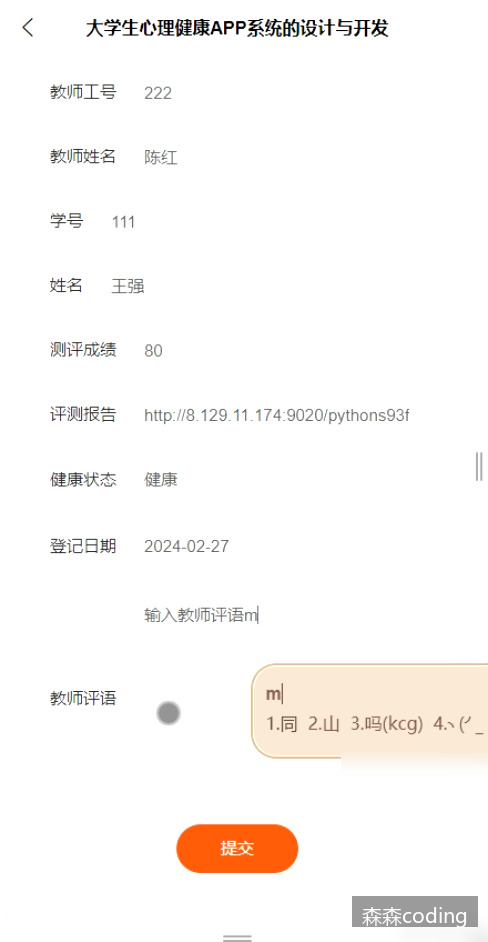 大学生心理健康APP系统的设计与开发
教师工号 222
教师姓名 陈红
学号 111
姓名 王强
测评成绩 80
评测报告 http://8.129.11.174:9020/pythons93f
健康状态 健康
登记日期 2024-02-27
输入教师评语m
教师评语
m
1.同 2.山 3.吗(kcg) 4.
提交
森森coding